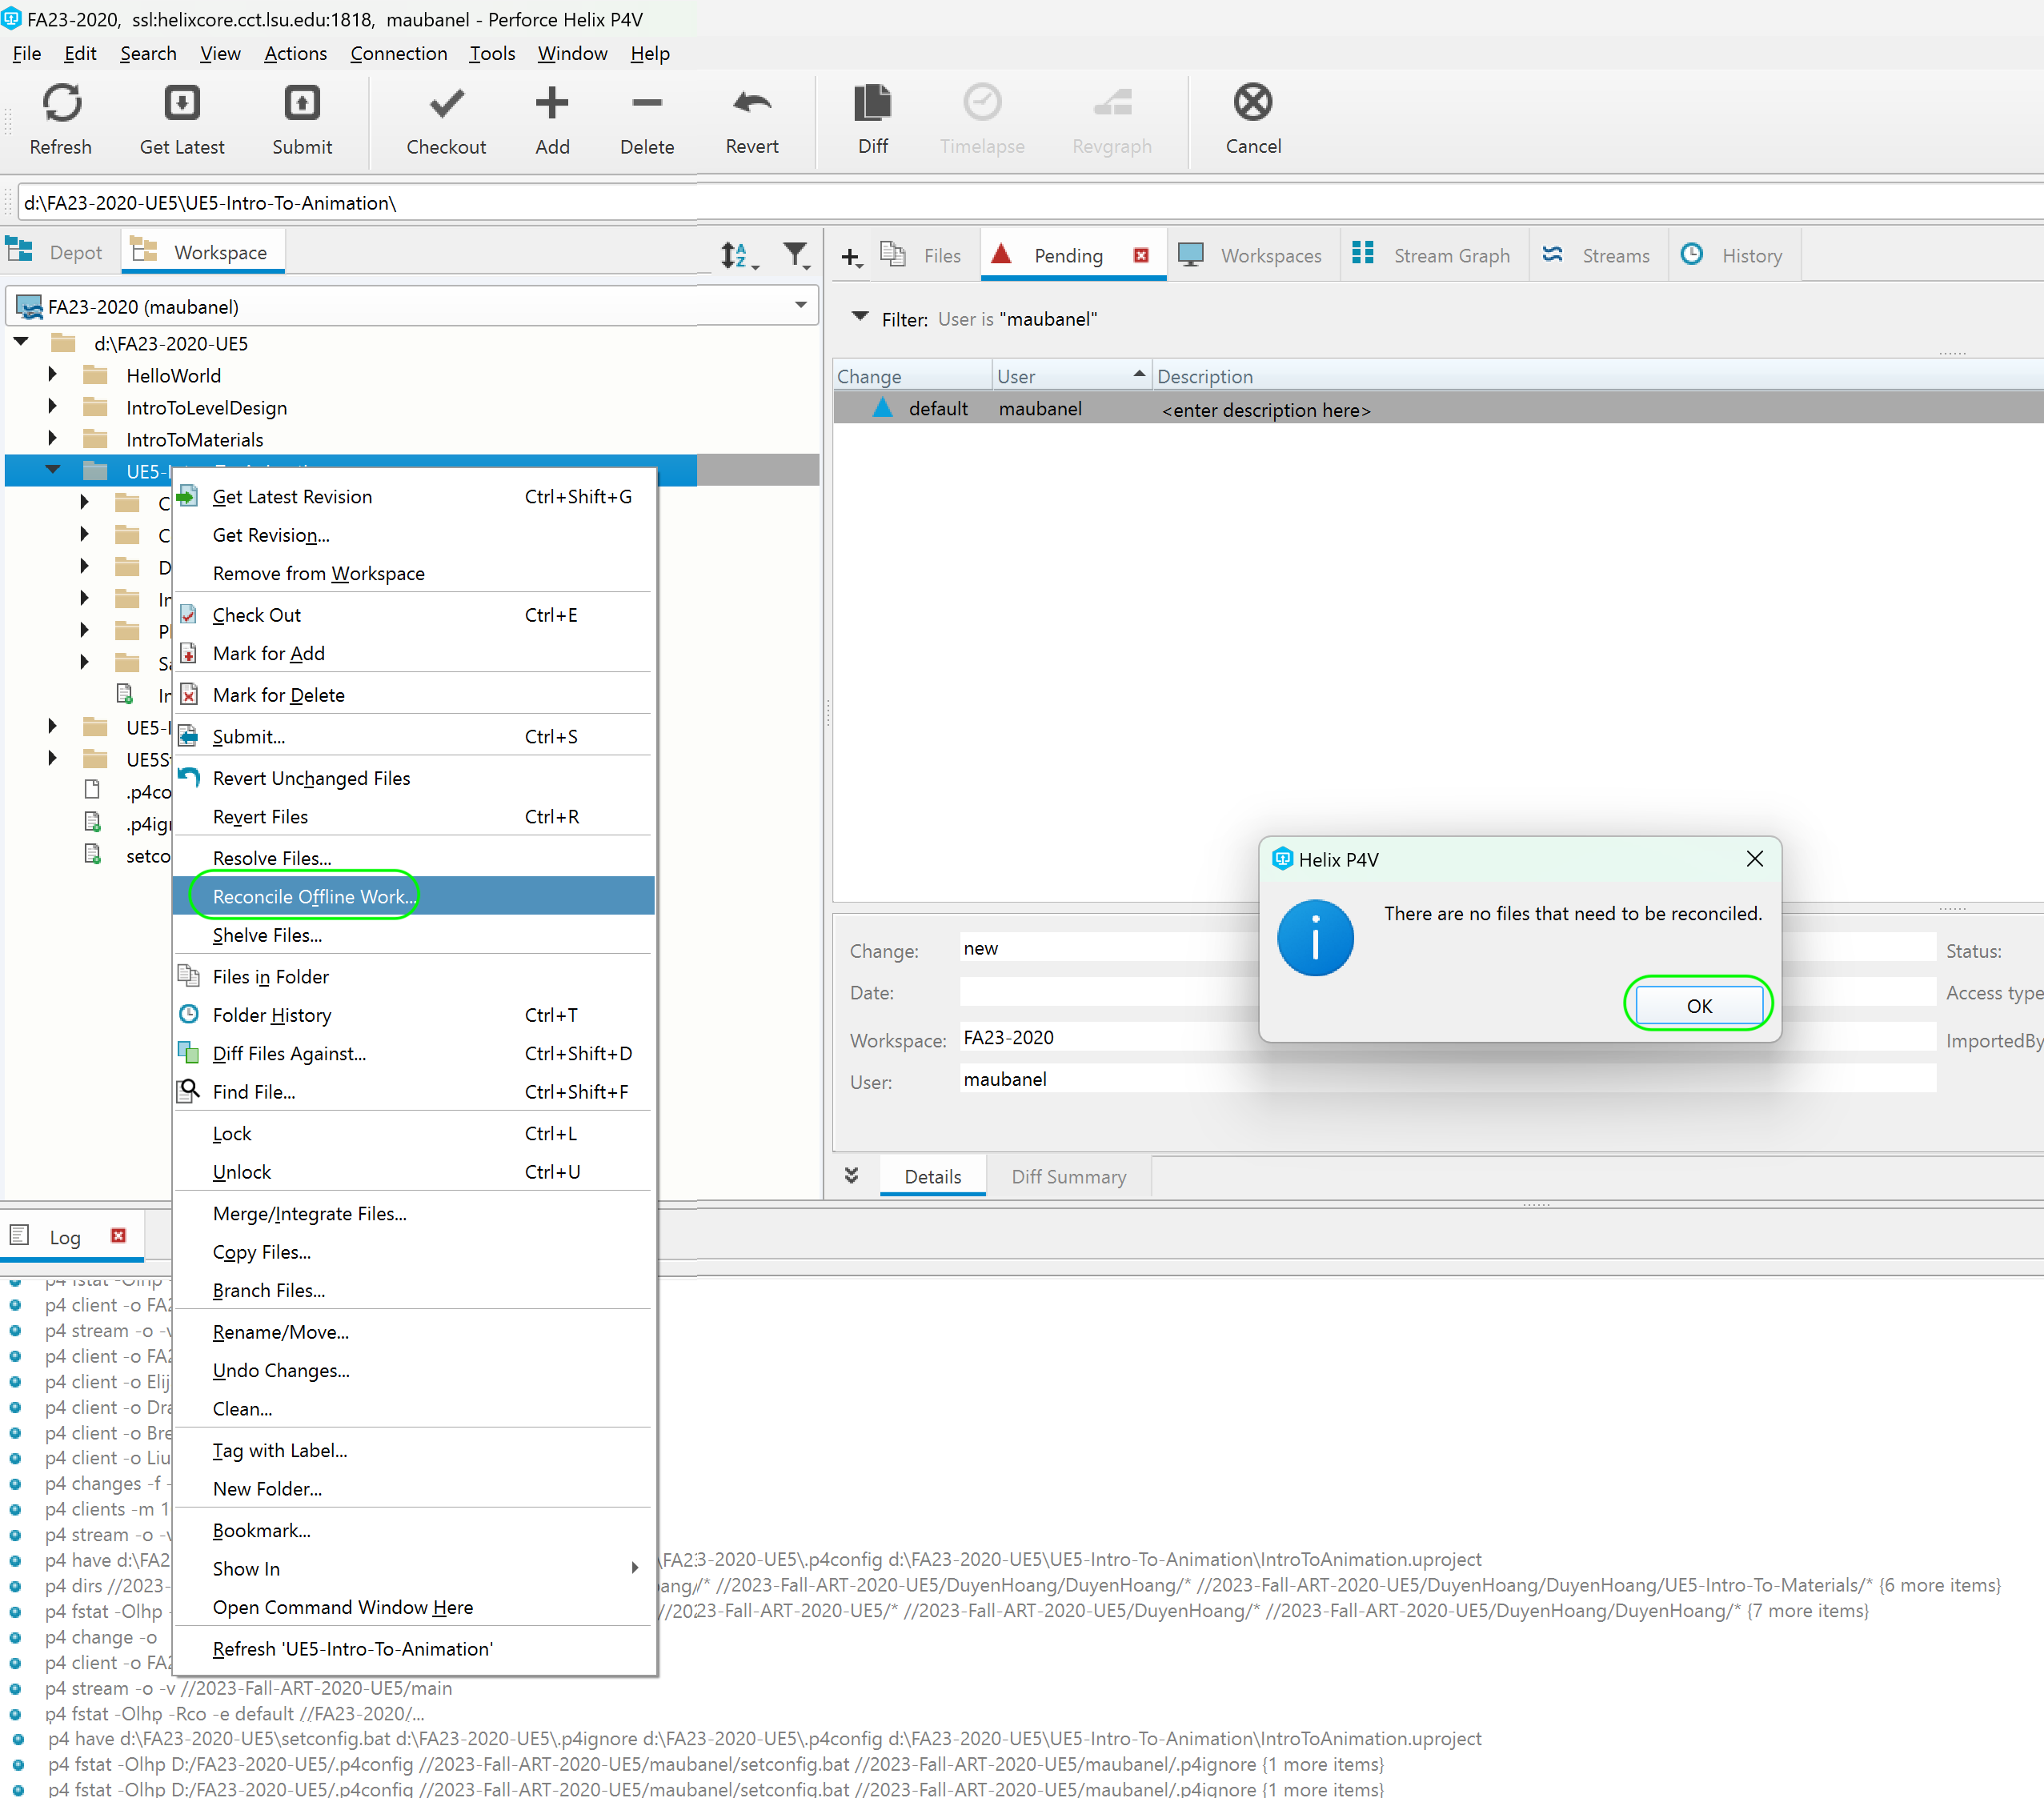 FA23-2020, ssl:helixcore.cct.lsu.edu:1818, maubanel - Perforce Helix P4V
File Edit Search View Actions Connection Tools Window Help
Refresh Get Latest Submit Checkout Add Delete Revert Diff Timelapse Revgraph Cancel
d:\FA23-2020-UE5\UE5-Intro-To-Animation\
Depot Workspace
FA23-2020 (maubanel)
d:\FA23-2020-UE5
HelloWorld
IntroToLevelDesign
IntroToMaterials
UE5-I
C
C
D
In
Pl
Sa
In
UE5-I
UE5S
.p4co
.p4ig
setco
Get Latest Revision Ctrl+Shift+G
Get Revision...
Remove from Workspace
Check Out Ctrl+E
Mark for Add
Mark for Delete
Submit... Ctrl+S
Revert Unchanged Files
Revert Files Ctrl+R
Resolve Files...
Reconcile Offline Work...
Shelve Files...
Files in Folder
Folder History Ctrl+T
Diff Files Against... Ctrl+Shift+D
Find File... Ctrl+Shift+F
Lock Ctrl+L
Unlock Ctrl+U
Merge/Integrate Files...
Copy Files...
Branch Files...
Rename/Move...
Undo Changes...
Clean...
Tag with Label...
New Folder...
Bookmark...
Show In
Open Command Window Here
Refresh 'UE5-Intro-To-Animation'
Files Pending Workspaces Stream Graph Streams History
Filter: User is "maubanel"
Change User Description
default maubanel <enter description here>
Helix P4V
There are no files that need to be reconciled.
OK
Change: new Status:
Date: Access type
Workspace: FA23-2020 ImportedBy
User: maubanel
Details Diff Summary
Log
p4 fstat -Olhp
p4 client -o FA2
p4 stream -o -v
p4 client -o FA2
p4 client -o Elij
p4 client -o Dra
p4 client -o Bre
p4 client -o Liu
p4 changes -f -
p4 clients -m 1
p4 stream -o -v
p4 have d:\FA2 \FA23-2020-UE5\.p4config d:\FA23-2020-UE5\UE5-Intro-To-Animation\IntroToAnimation.uproject
p4 dirs //2023- ang/* //2023-Fall-ART-2020-UE5/DuyenHoang/DuyenHoang/* //2023-Fall-ART-2020-UE5/DuyenHoang/DuyenHoang/UE5-Intro-To-Materials/* {6 more items}
p4 fstat -Olhp - //2023-Fall-ART-2020-UE5/* //2023-Fall-ART-2020-UE5/DuyenHoang/* //2023-Fall-ART-2020-UE5/DuyenHoang/DuyenHoang/* {7 more items}
p4 change -o
p4 client -o FA2
p4 stream -o -v //2023-Fall-ART-2020-UE5/main
p4 fstat -Olhp -Rco -e default //FA23-2020/...
p4 have d:\FA23-2020-UE5\setconfig.bat d:\FA23-2020-UE5\.p4ignore d:\FA23-2020-UE5\.p4config d:\FA23-2020-UE5\UE5-Intro-To-Animation\IntroToAnimation.uproject
p4 fstat -Olhp D:/FA23-2020-UE5/.p4config //2023-Fall-ART-2020-UE5/maubanel/setconfig.bat //2023-Fall-ART-2020-UE5/maubanel/.p4ignore {1 more items}
p4 fstat -Olhp D:/FA23-2020-UE5/.p4config //2023-Fall-ART-2020-UE5/maubanel/setconfig.bat //2023-Fall-ART-2020-UE5/maubanel/.p4ignore {1 more items}